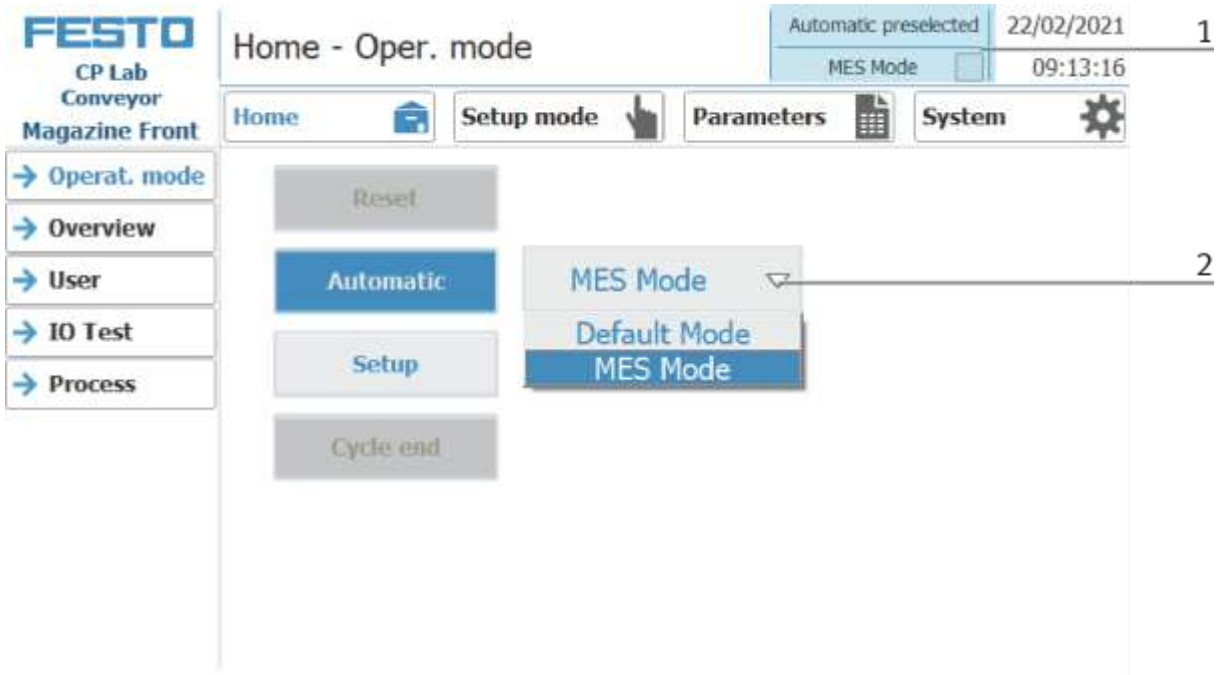 FESTO
CP Lab
Conveyor
Magazine Front
Home - Oper. mode
Automatic preselected
MES Mode
22/02/2021
09:13:16
1
Home
Setup mode
Parameters
System
Operat. mode
Overview
User
IO Test
Process
Reset
Automatic
Setup
Cycle end
MES Mode
2
Default Mode
MES Mode